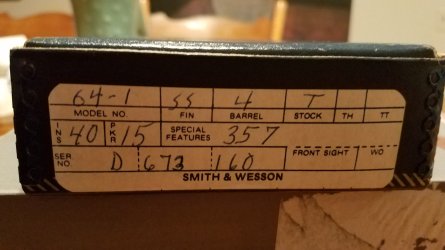 64-1 SS 4 T
MODEL NO. FIN BARREL STOCK TH TT
INS 40 PKR 15 SPECIAL FEATURES 357
SER. NO. D 673 160 FRONT SIGHT WO
SMITH & WESSON